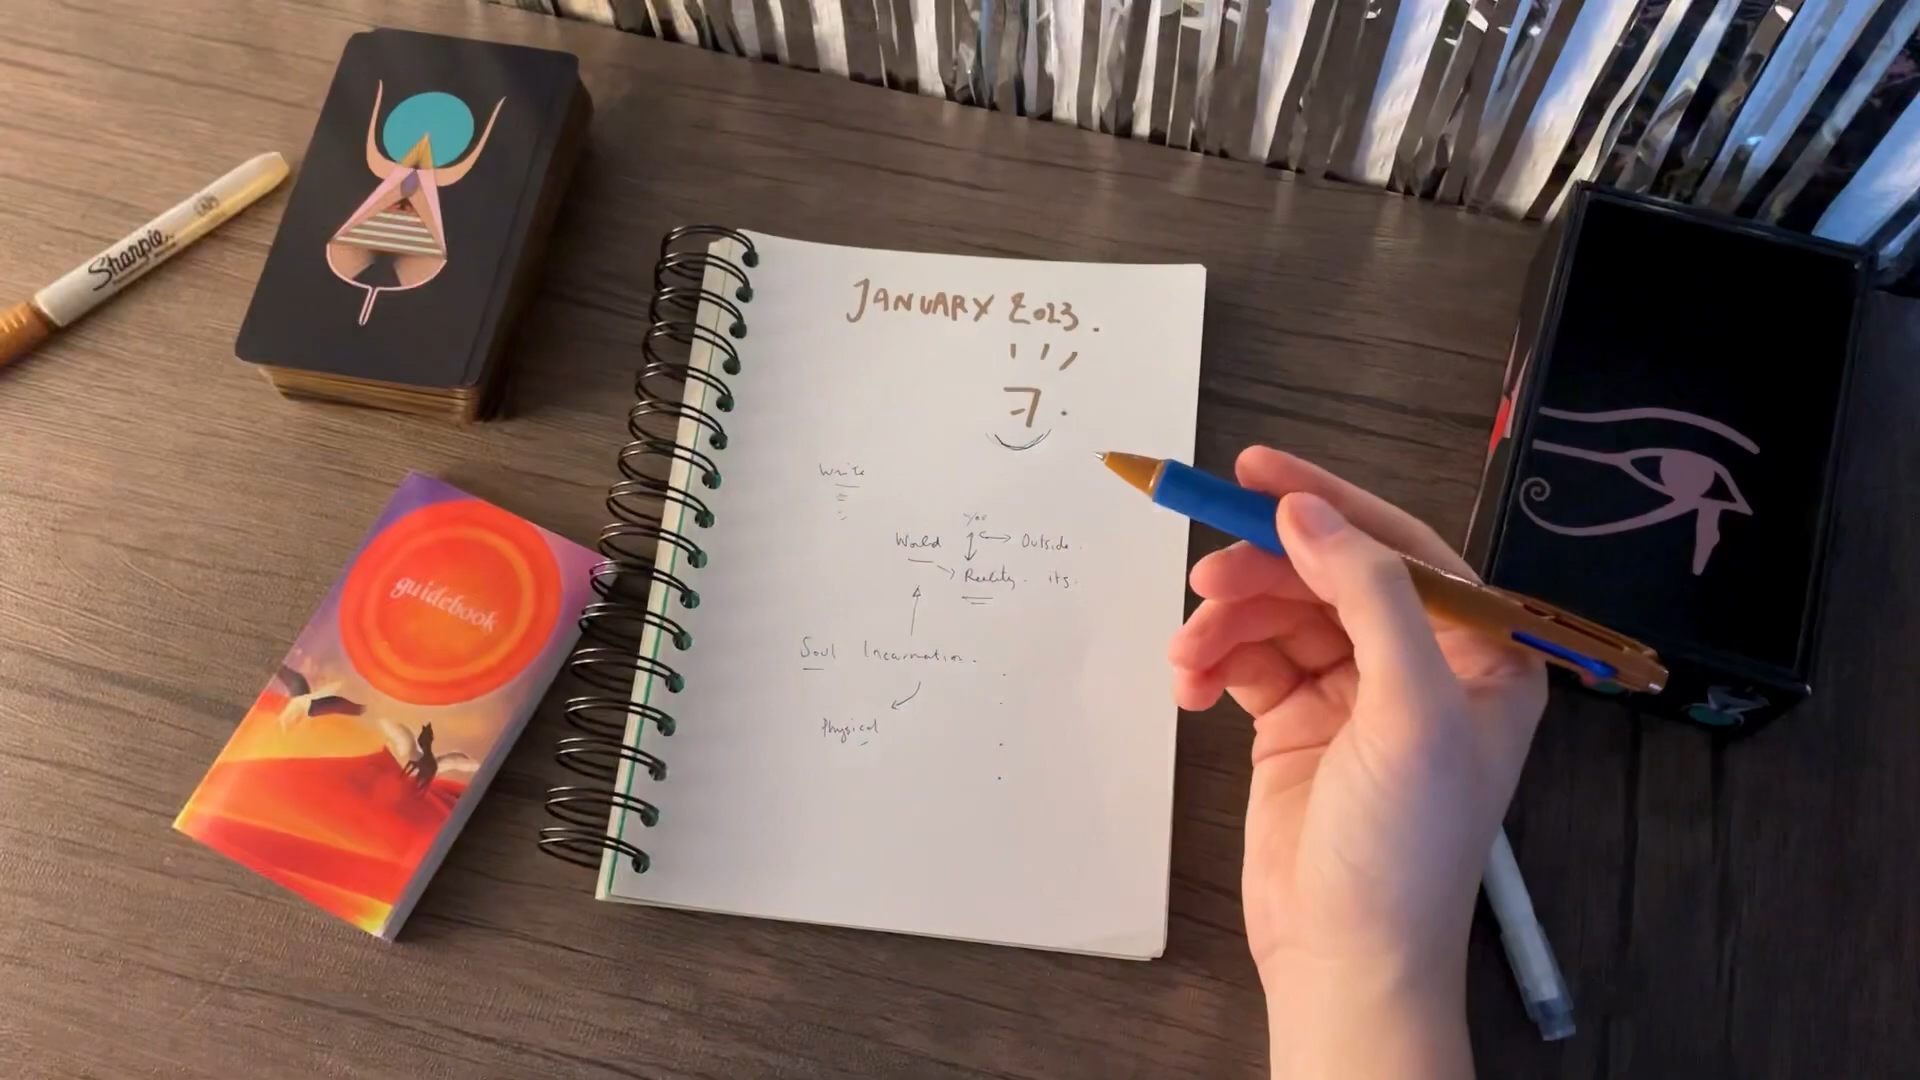 JANUARY 2023.
7.
Write
You
World
Outside.
Reality. its.
Soul Incarnation.
Physical
guidebook
Sharpie